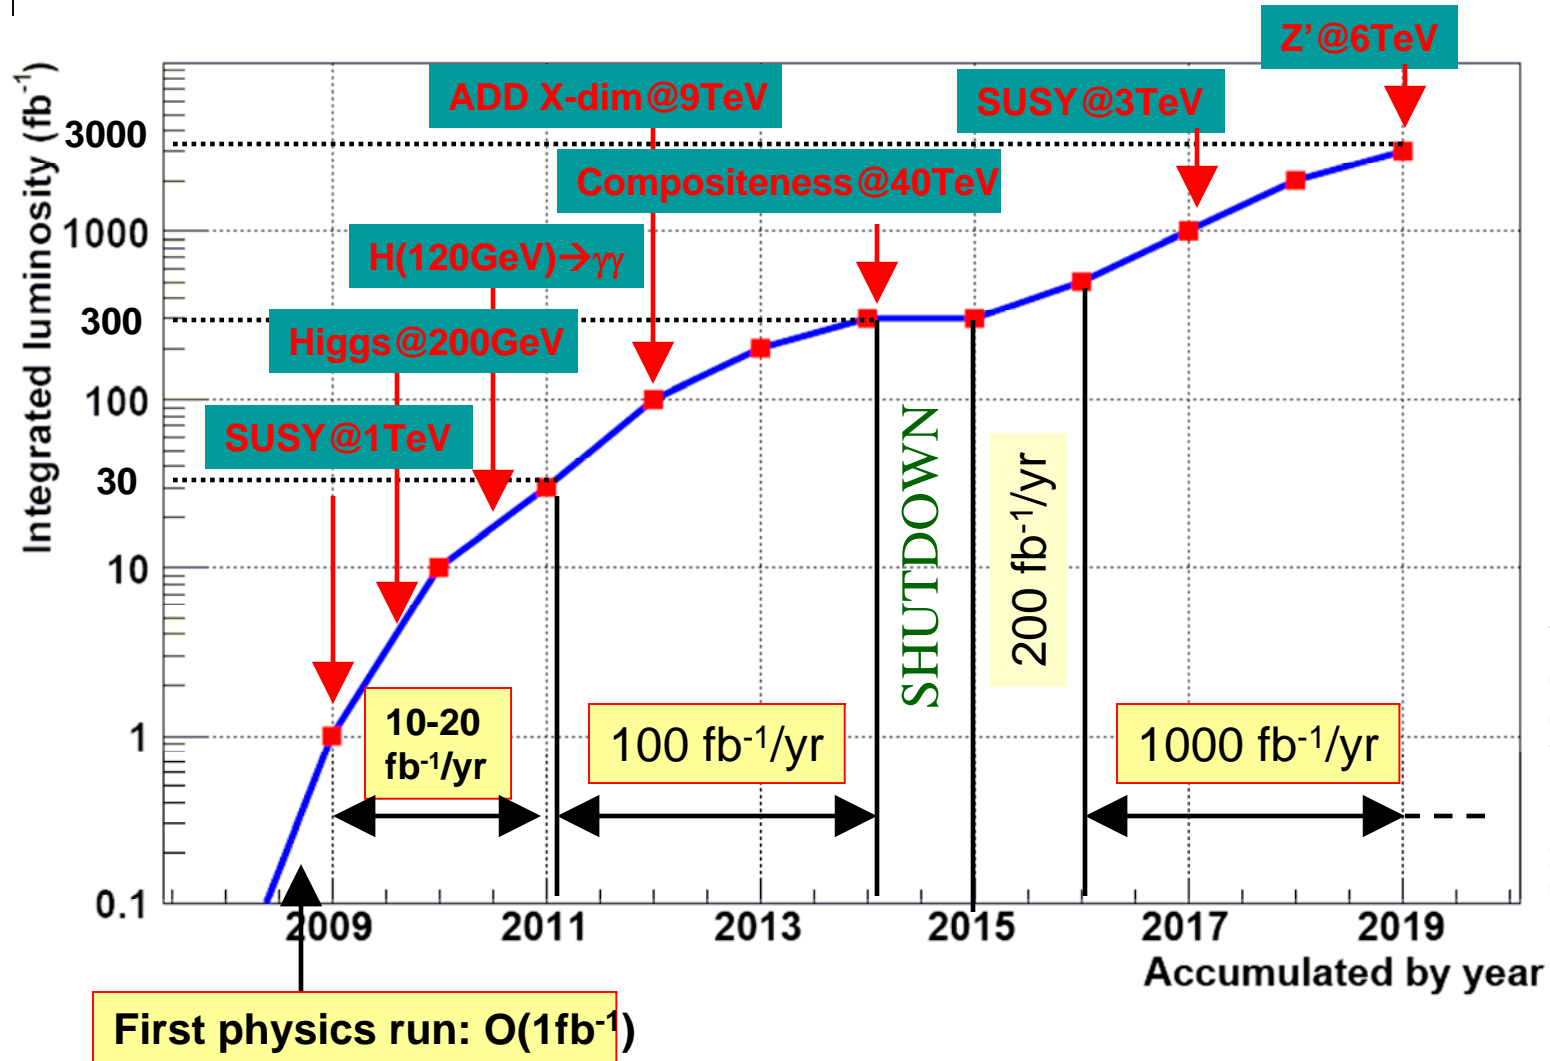 Z'@6TeV
ADD X-dim@9TeV
SUSY@3TeV
Compositeness@40TeV
H(120GeV)→γγ
Higgs@200GeV
SUSY@1TeV
Integrated luminosity (fb⁻¹)
3000
1000
300
100
30
10
1
0.1
SHUTDOWN
200 fb⁻¹/yr
10-20
fb⁻¹/yr
100 fb⁻¹/yr
1000 fb⁻¹/yr
2009 2011 2013 2015 2017 2019
Accumulated by year
First physics run: O(1fb⁻¹)